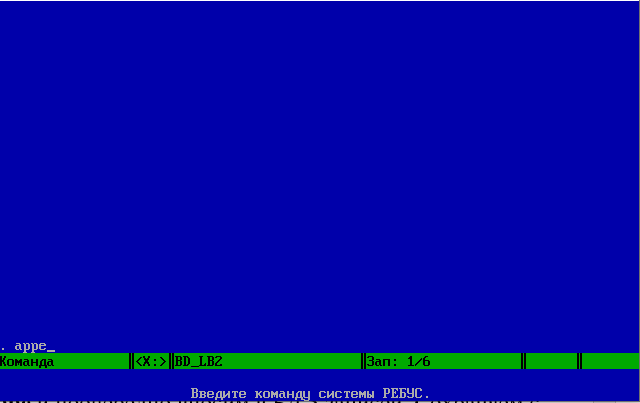 . appe_
Команда <X:> BD_LB2 Зап: 1/6
Введите команду системы РЕБУС.